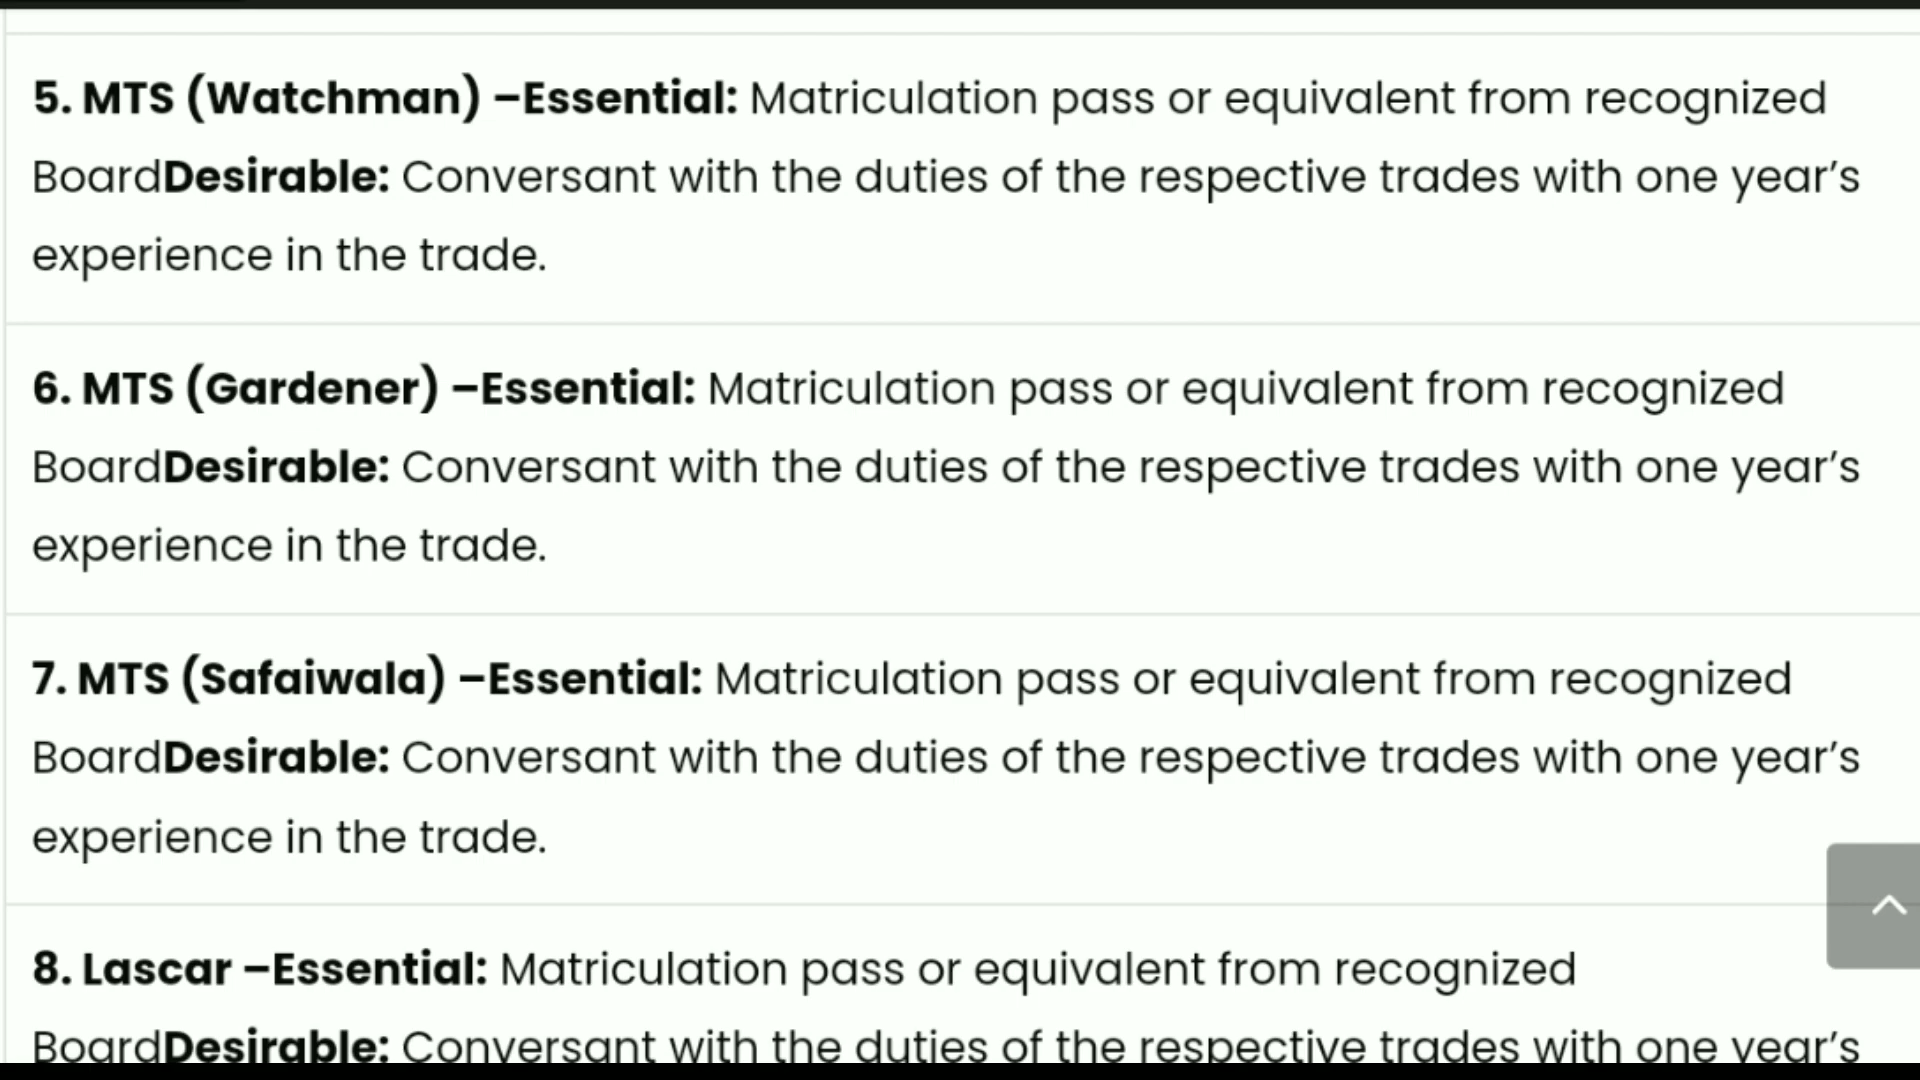 5. MTS (Watchman) –Essential: Matriculation pass or equivalent from recognized
BoardDesirable: Conversant with the duties of the respective trades with one year’s
experience in the trade.
6. MTS (Gardener) –Essential: Matriculation pass or equivalent from recognized
BoardDesirable: Conversant with the duties of the respective trades with one year’s
experience in the trade.
7. MTS (Safaiwala) –Essential: Matriculation pass or equivalent from recognized
BoardDesirable: Conversant with the duties of the respective trades with one year’s
experience in the trade.
8. Lascar –Essential: Matriculation pass or equivalent from recognized
BoardDesirable: Conversant with the duties of the respective trades with one year’s